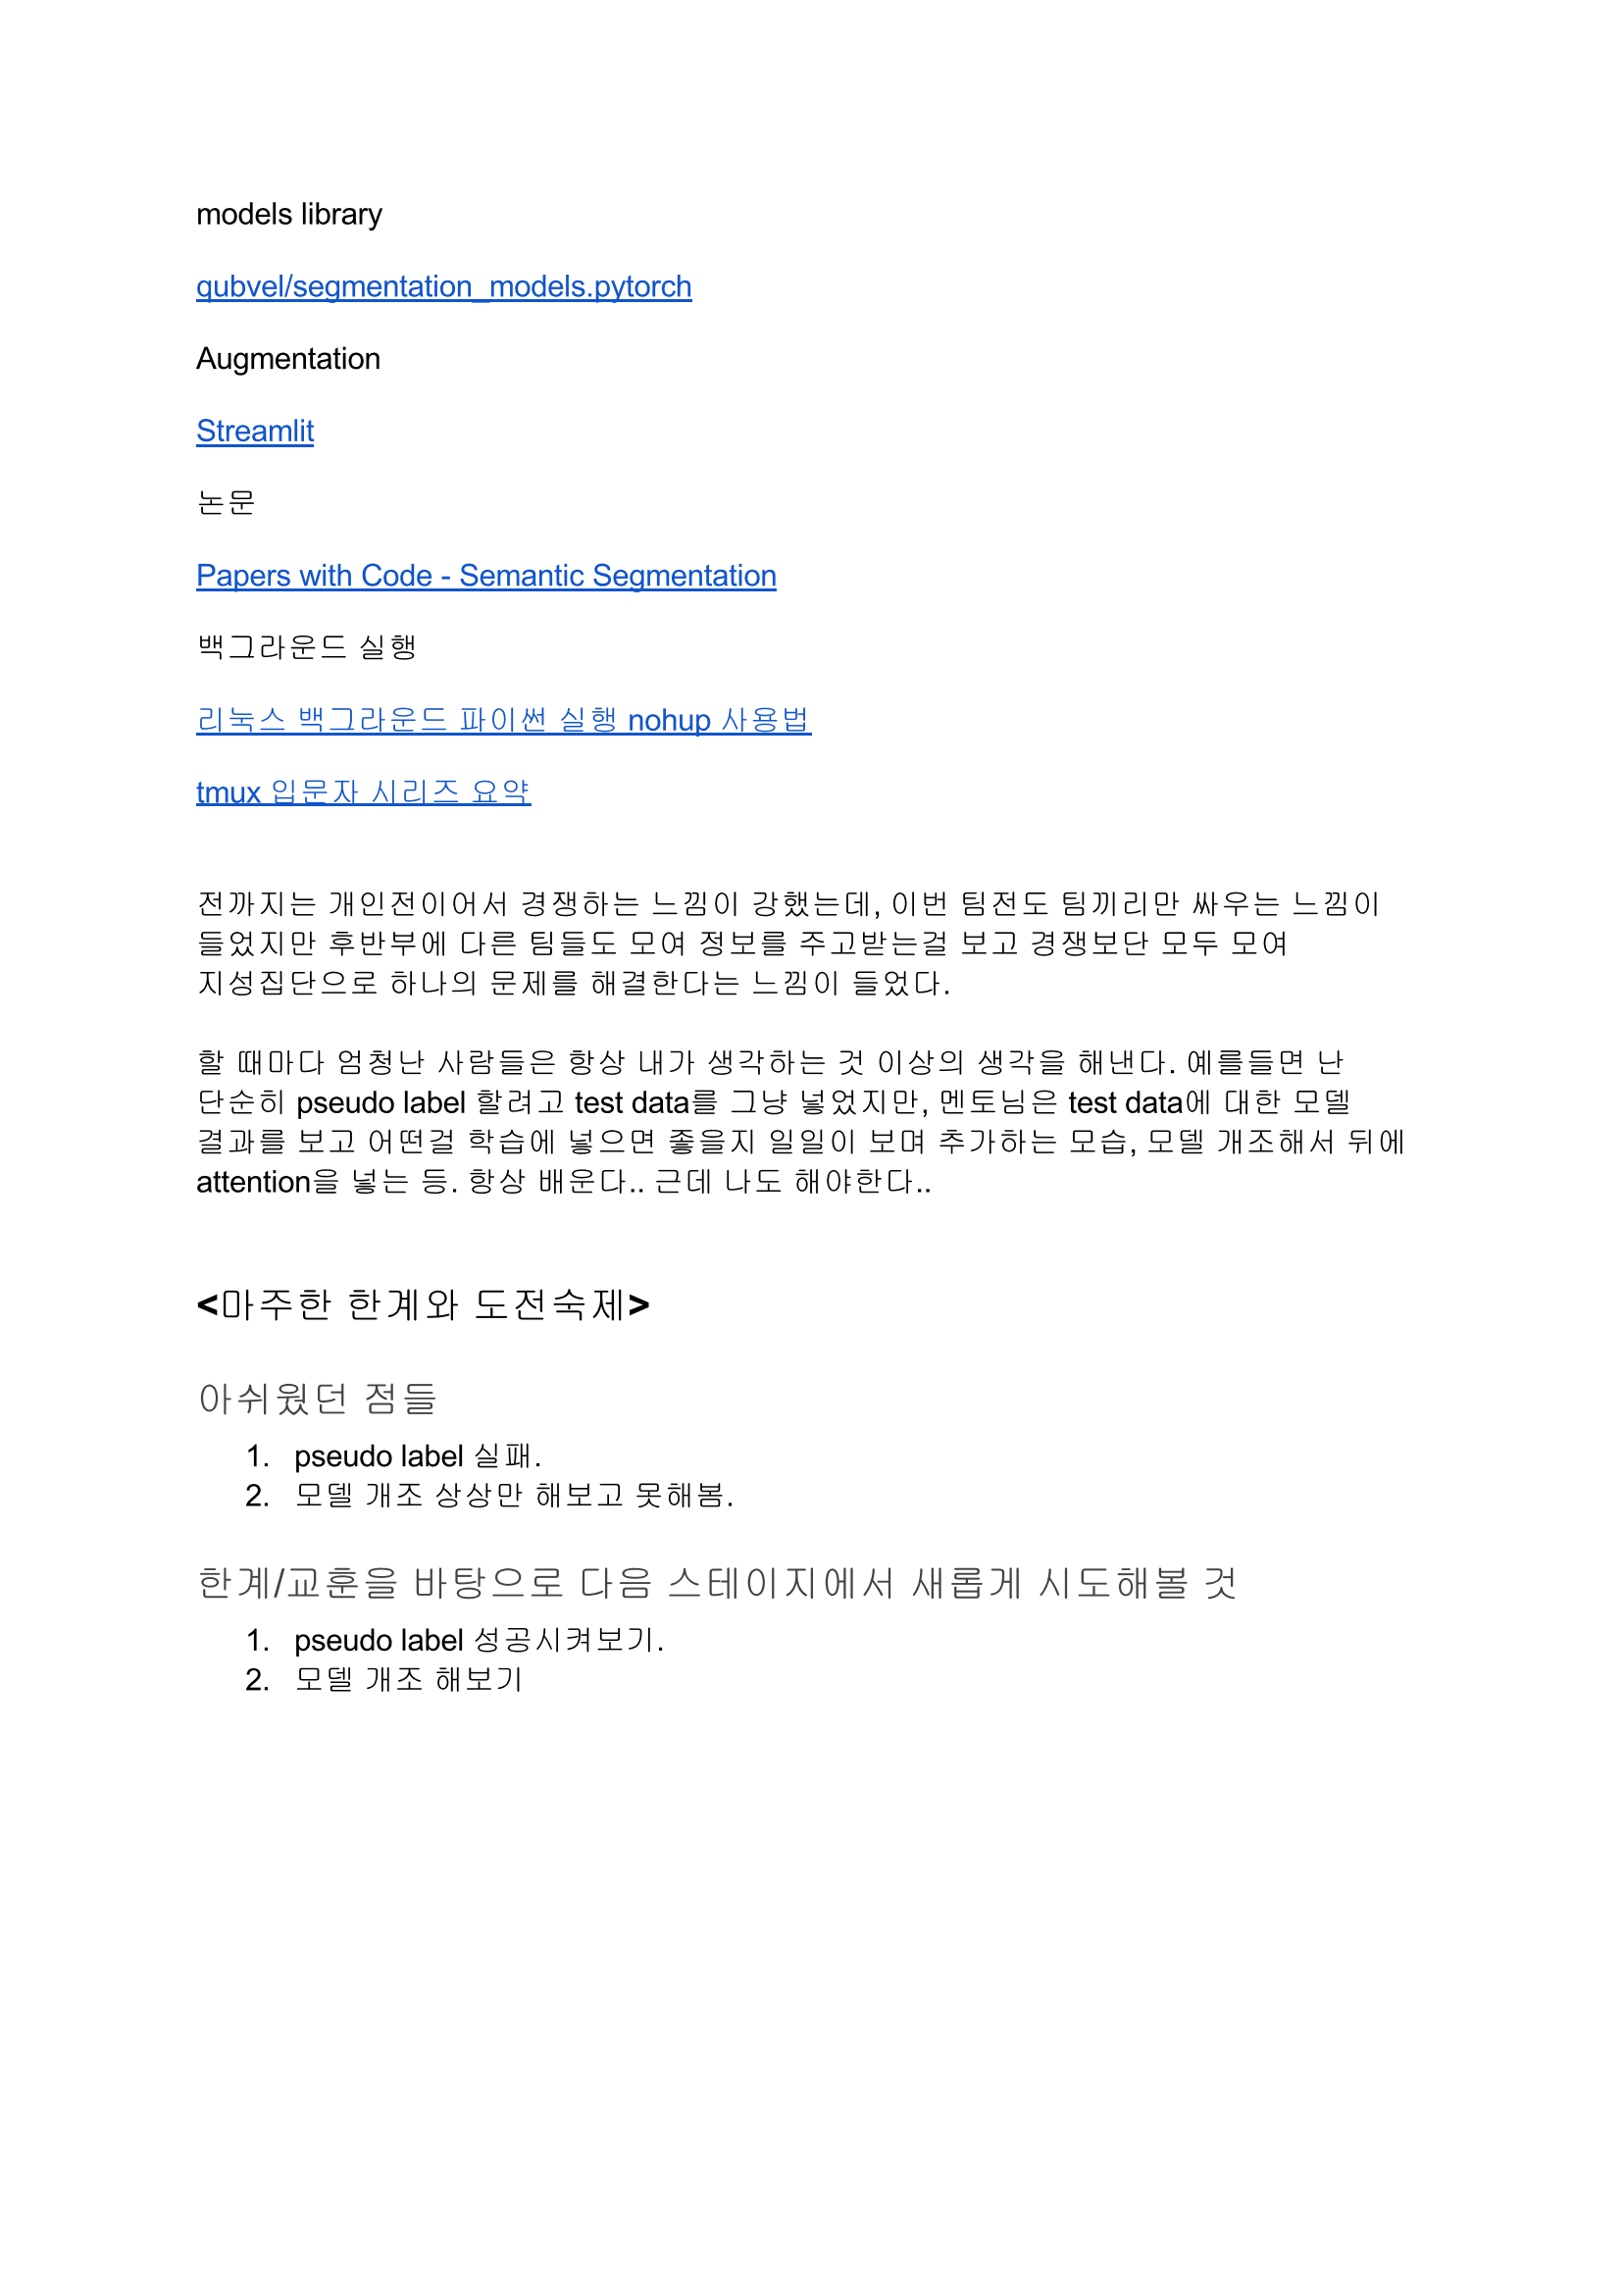 models library
qubvel/segmentation_models.pytorch
Augmentation
Streamlit
논문
Papers with Code - Semantic Segmentation
백그라운드 실행
리눅스 백그라운드 파이썬 실행 nohup 사용법
tmux 입문자 시리즈 요약
전까지는 개인전이어서 경쟁하는 느낌이 강했는데, 이번 팀전도 팀끼리만 싸우는 느낌이
들었지만 후반부에 다른 팀들도 모여 정보를 주고받는걸 보고 경쟁보단 모두 모여
지성집단으로 하나의 문제를 해결한다는 느낌이 들었다.
할 때마다 엄청난 사람들은 항상 내가 생각하는 것 이상의 생각을 해낸다. 예를들면 난
단순히 pseudo label 할려고 test data를 그냥 넣었지만, 멘토님은 test data에 대한 모델
결과를 보고 어떤걸 학습에 넣으면 좋을지 일일이 보며 추가하는 모습, 모델 개조해서 뒤에
attention을 넣는 등. 항상 배운다.. 근데 나도 해야한다..
<마주한 한계와 도전숙제>
아쉬웠던 점들
1. pseudo label 실패.
2. 모델 개조 상상만 해보고 못해봄.
한계/교훈을 바탕으로 다음 스테이지에서 새롭게 시도해볼 것
1. pseudo label 성공시켜보기.
2. 모델 개조 해보기